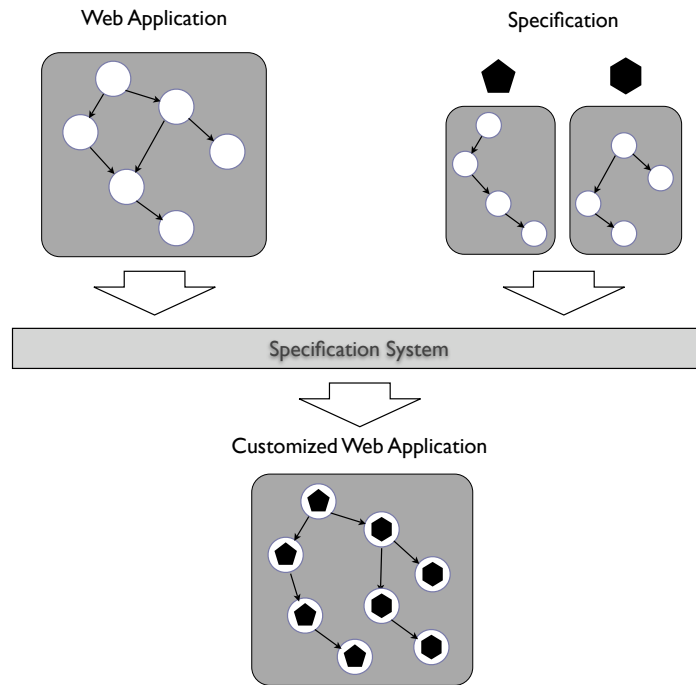 Web Application
Specification
Specification System
Customized Web Application